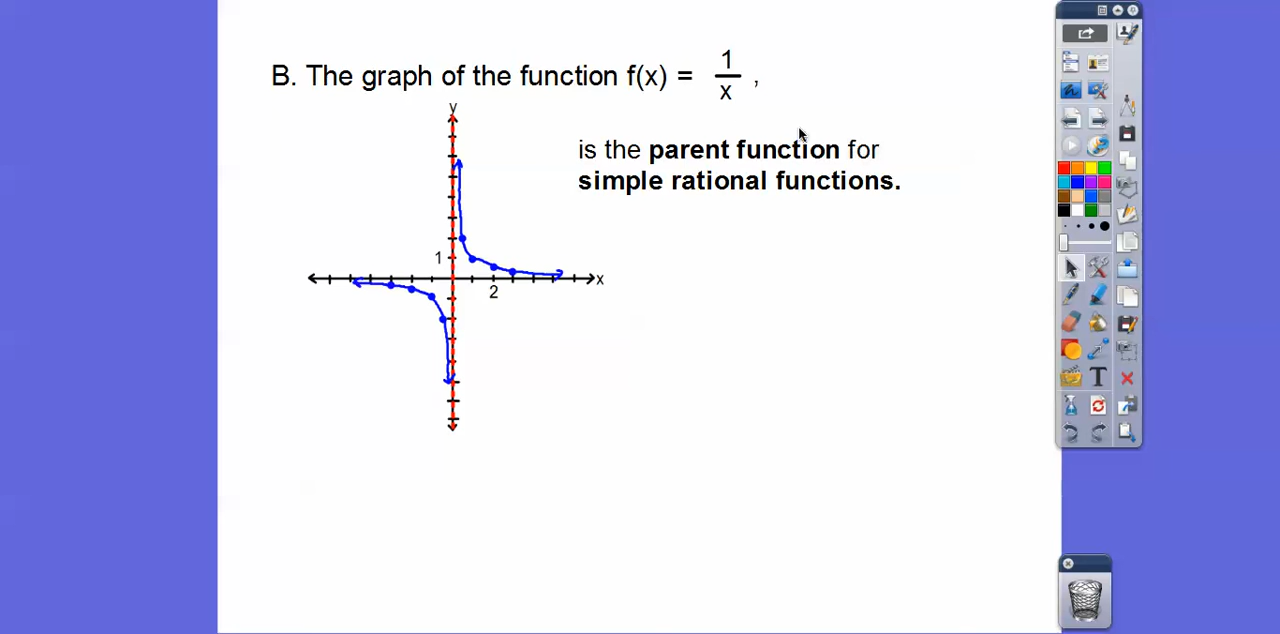 B. The graph of the function f(x) = 1/x ,
is the parent function for
simple rational functions.
y
1
2
x
T